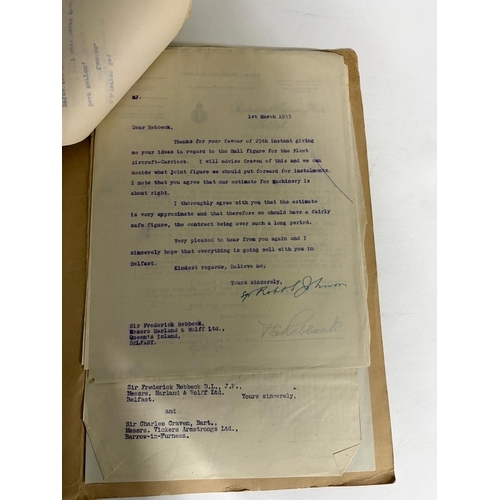 MJ.
1st March 1943
Dear Rebbeck,
Thanks for your favour of 25th instant giving
me your ideas in regard to the Hull figure for the Fleet
Aircraft-Carriers. I will advise Craven of this and we can
decide what joint figure we should put forward for instalments.
I note that you agree that our estimate for Machinery is
about right.
I thoroughly agree with you that the estimate
is very approximate and that therefore we should have a fairly
safe figure, the contract being over such a long period.
Very pleased to hear from you again and I
sincerely hope that everything is going well with you in
Belfast.
Kindest regards, Believe me,
Yours sincerely,
Robert Johnson
Sir Frederick Rebbeck,
Messrs Harland & Wolff Ltd.,
Queen's Island,
BELFAST.
Sir Frederick Rebbeck D.L., J.P.,
Messrs. Harland & Wolff Ltd
Belfast.
Yours sincerely,
and
Sir Charles Craven, Bart.,
Messrs. Vickers Armstrongs Ltd.,
Barrow-in-Furness.